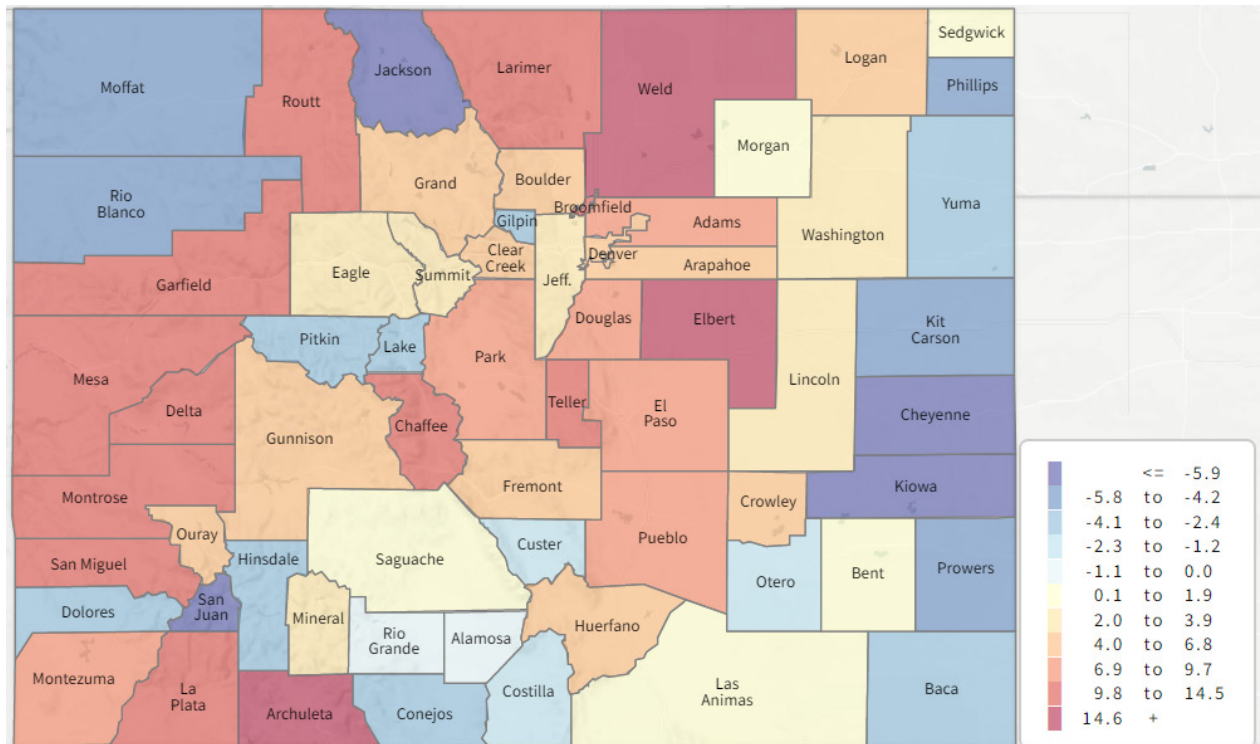 Sedgwick
Logan
Moffat
Jackson
Larimer
Weld
Phillips
Routt
Morgan
Grand
Boulder
Rio
Blanco
Yuma
Broomfield
Gilpin
Adams
Washington
Clear
Creek
Denver
Arapahoe
Eagle
Summit
Jeff.
Garfield
Douglas
Elbert
Kit
Carson
Pitkin
Lake
Park
Mesa
Lincoln
Teller
Delta
El
Paso
Cheyenne
Chaffee
Gunnison
Fremont
Kiowa
Montrose
Crowley
Ouray
Pueblo
Custer
Saguache
Hinsdale
San Miguel
Bent
Prowers
Otero
San
Juan
Dolores
Mineral
Huerfano
Rio
Grande
Alamosa
Montezuma
La
Plata
Archuleta
Conejos
Costilla
Las
Animas
Baca
<= -5.9
-5.8 to -4.2
-4.1 to -2.4
-2.3 to -1.2
-1.1 to 0.0
0.1 to 1.9
2.0 to 3.9
4.0 to 6.8
6.9 to 9.7
9.8 to 14.5
14.6 +